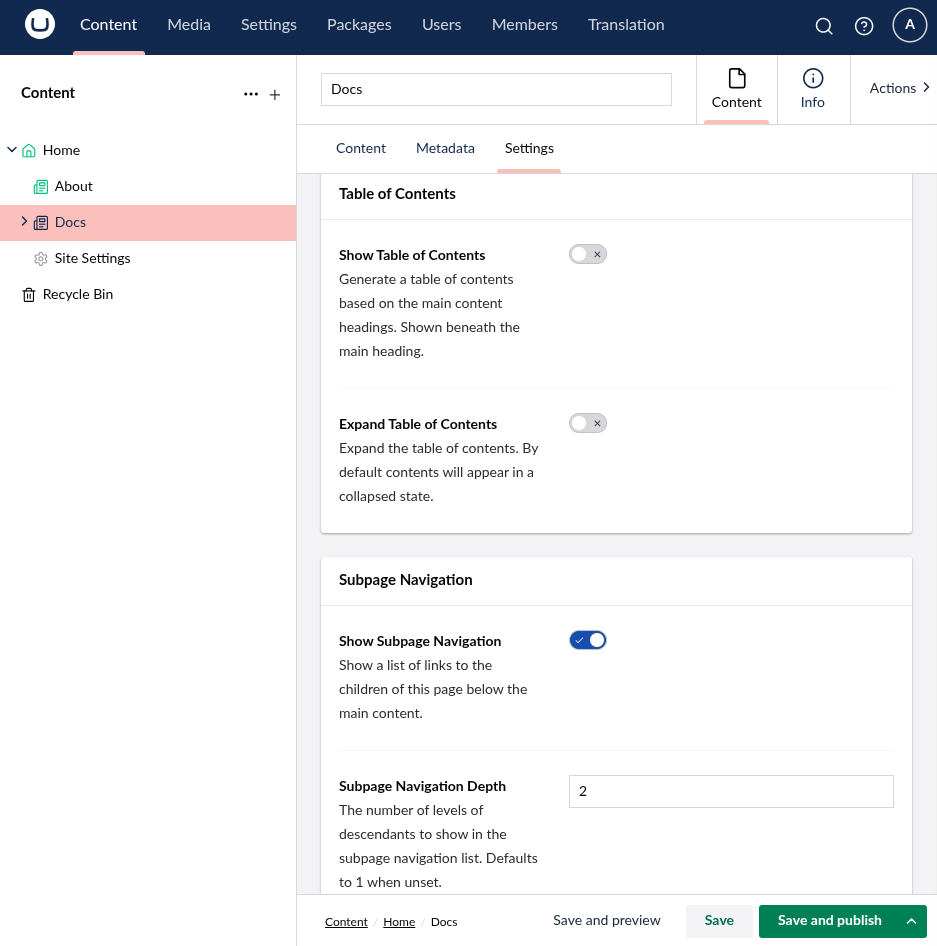 Content Media Settings Packages Users Members Translation A
Content
Home
About
Docs
Site Settings
Recycle Bin
Docs
Content
Info
Actions
Content Metadata Settings
Table of Contents
Show Table of Contents
Generate a table of contents
based on the main content
headings. Shown beneath the
main heading.
Expand Table of Contents
Expand the table of contents. By
default contents will appear in a
collapsed state.
Subpage Navigation
Show Subpage Navigation
Show a list of links to the
children of this page below the
main content.
Subpage Navigation Depth
The number of levels of
descendants to show in the
subpage navigation list. Defaults
to 1 when unset.
2
Content / Home / Docs
Save and preview
Save
Save and publish